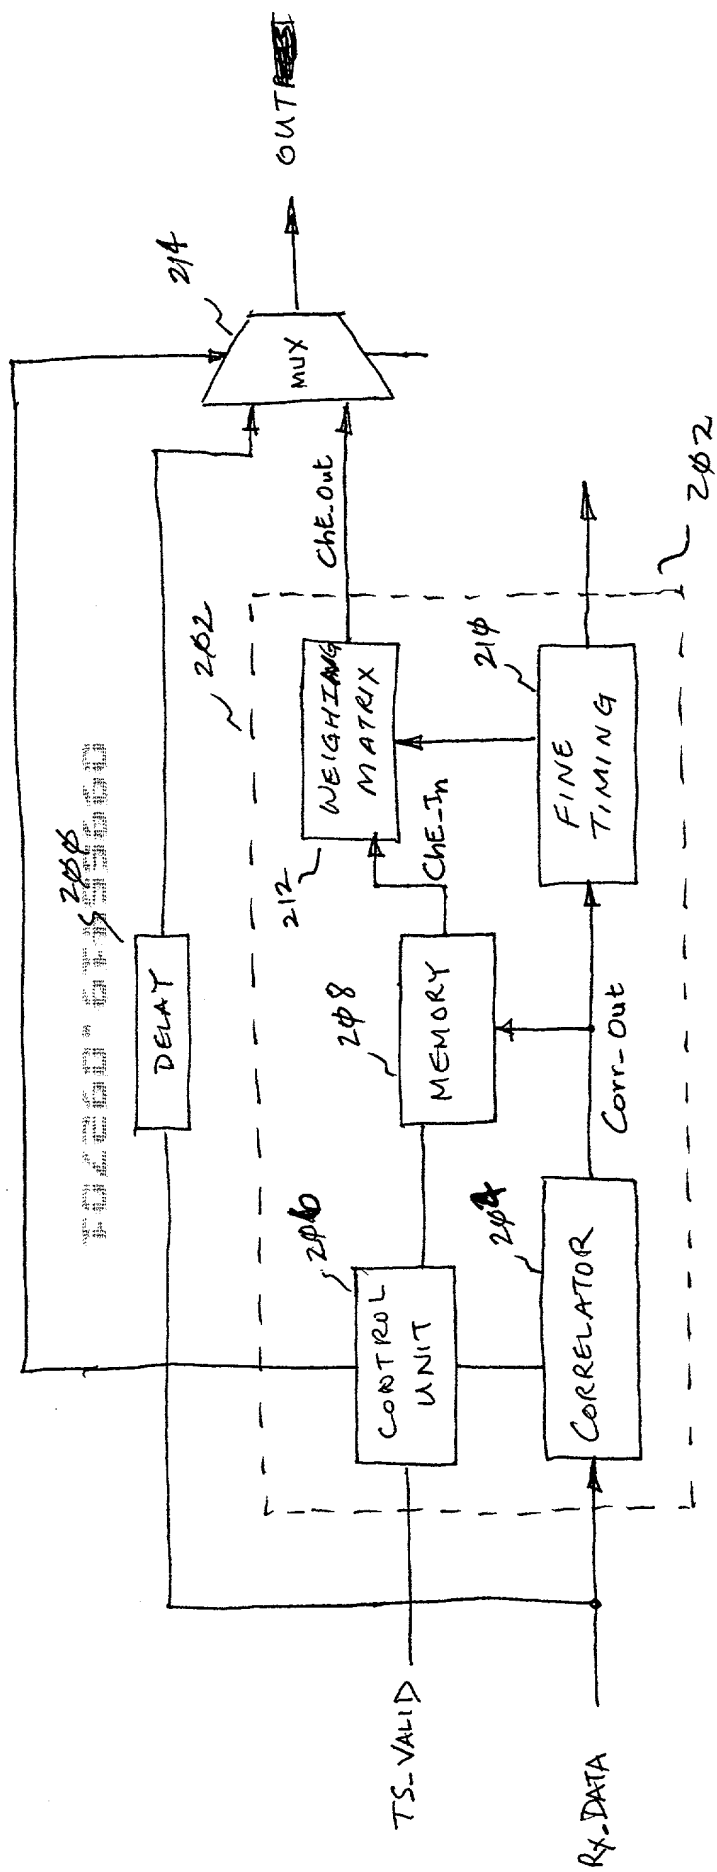 200
DELAY
202
214
MUX
OUT
TS_VALID
206
CONTROL
UNIT
208
MEMORY
ChE_In
212
WEIGHING
MATRIX
ChE_Out
Rx_DATA
204
CORRELATOR
Corr_Out
210
FINE
TIMING
202